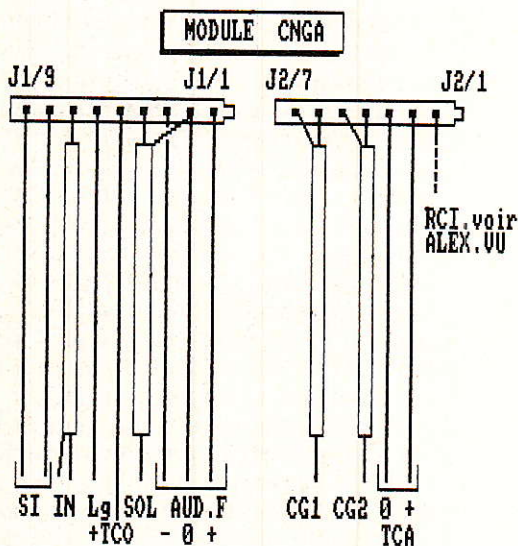 MODULE CNGA
J1/9 J1/1 J2/7 J2/1
RCI.voir
ALEX.VU
SI IN Lg SOL AUD.F CG1 CG2 0 +
+TCO - 0 + TCA